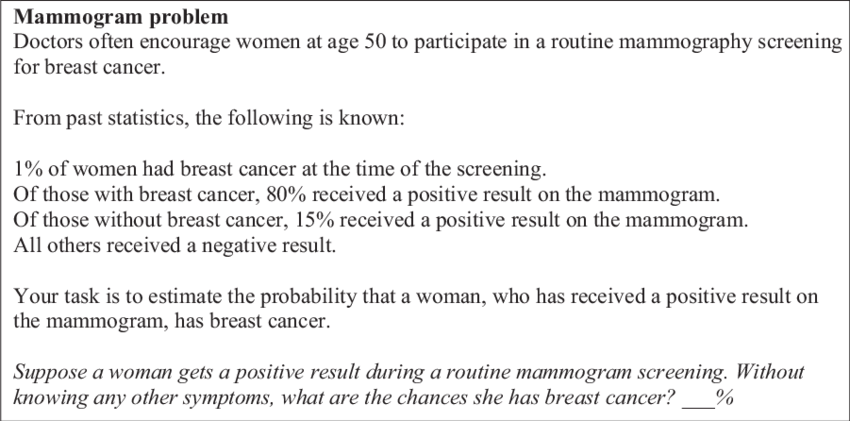 Mammogram problem
Doctors often encourage women at age 50 to participate in a routine mammography screening
for breast cancer.
From past statistics, the following is known:
1% of women had breast cancer at the time of the screening.
Of those with breast cancer, 80% received a positive result on the mammogram.
Of those without breast cancer, 15% received a positive result on the mammogram.
All others received a negative result.
Your task is to estimate the probability that a woman, who has received a positive result on
the mammogram, has breast cancer.
Suppose a woman gets a positive result during a routine mammogram screening. Without
knowing any other symptoms, what are the chances she has breast cancer? ___%